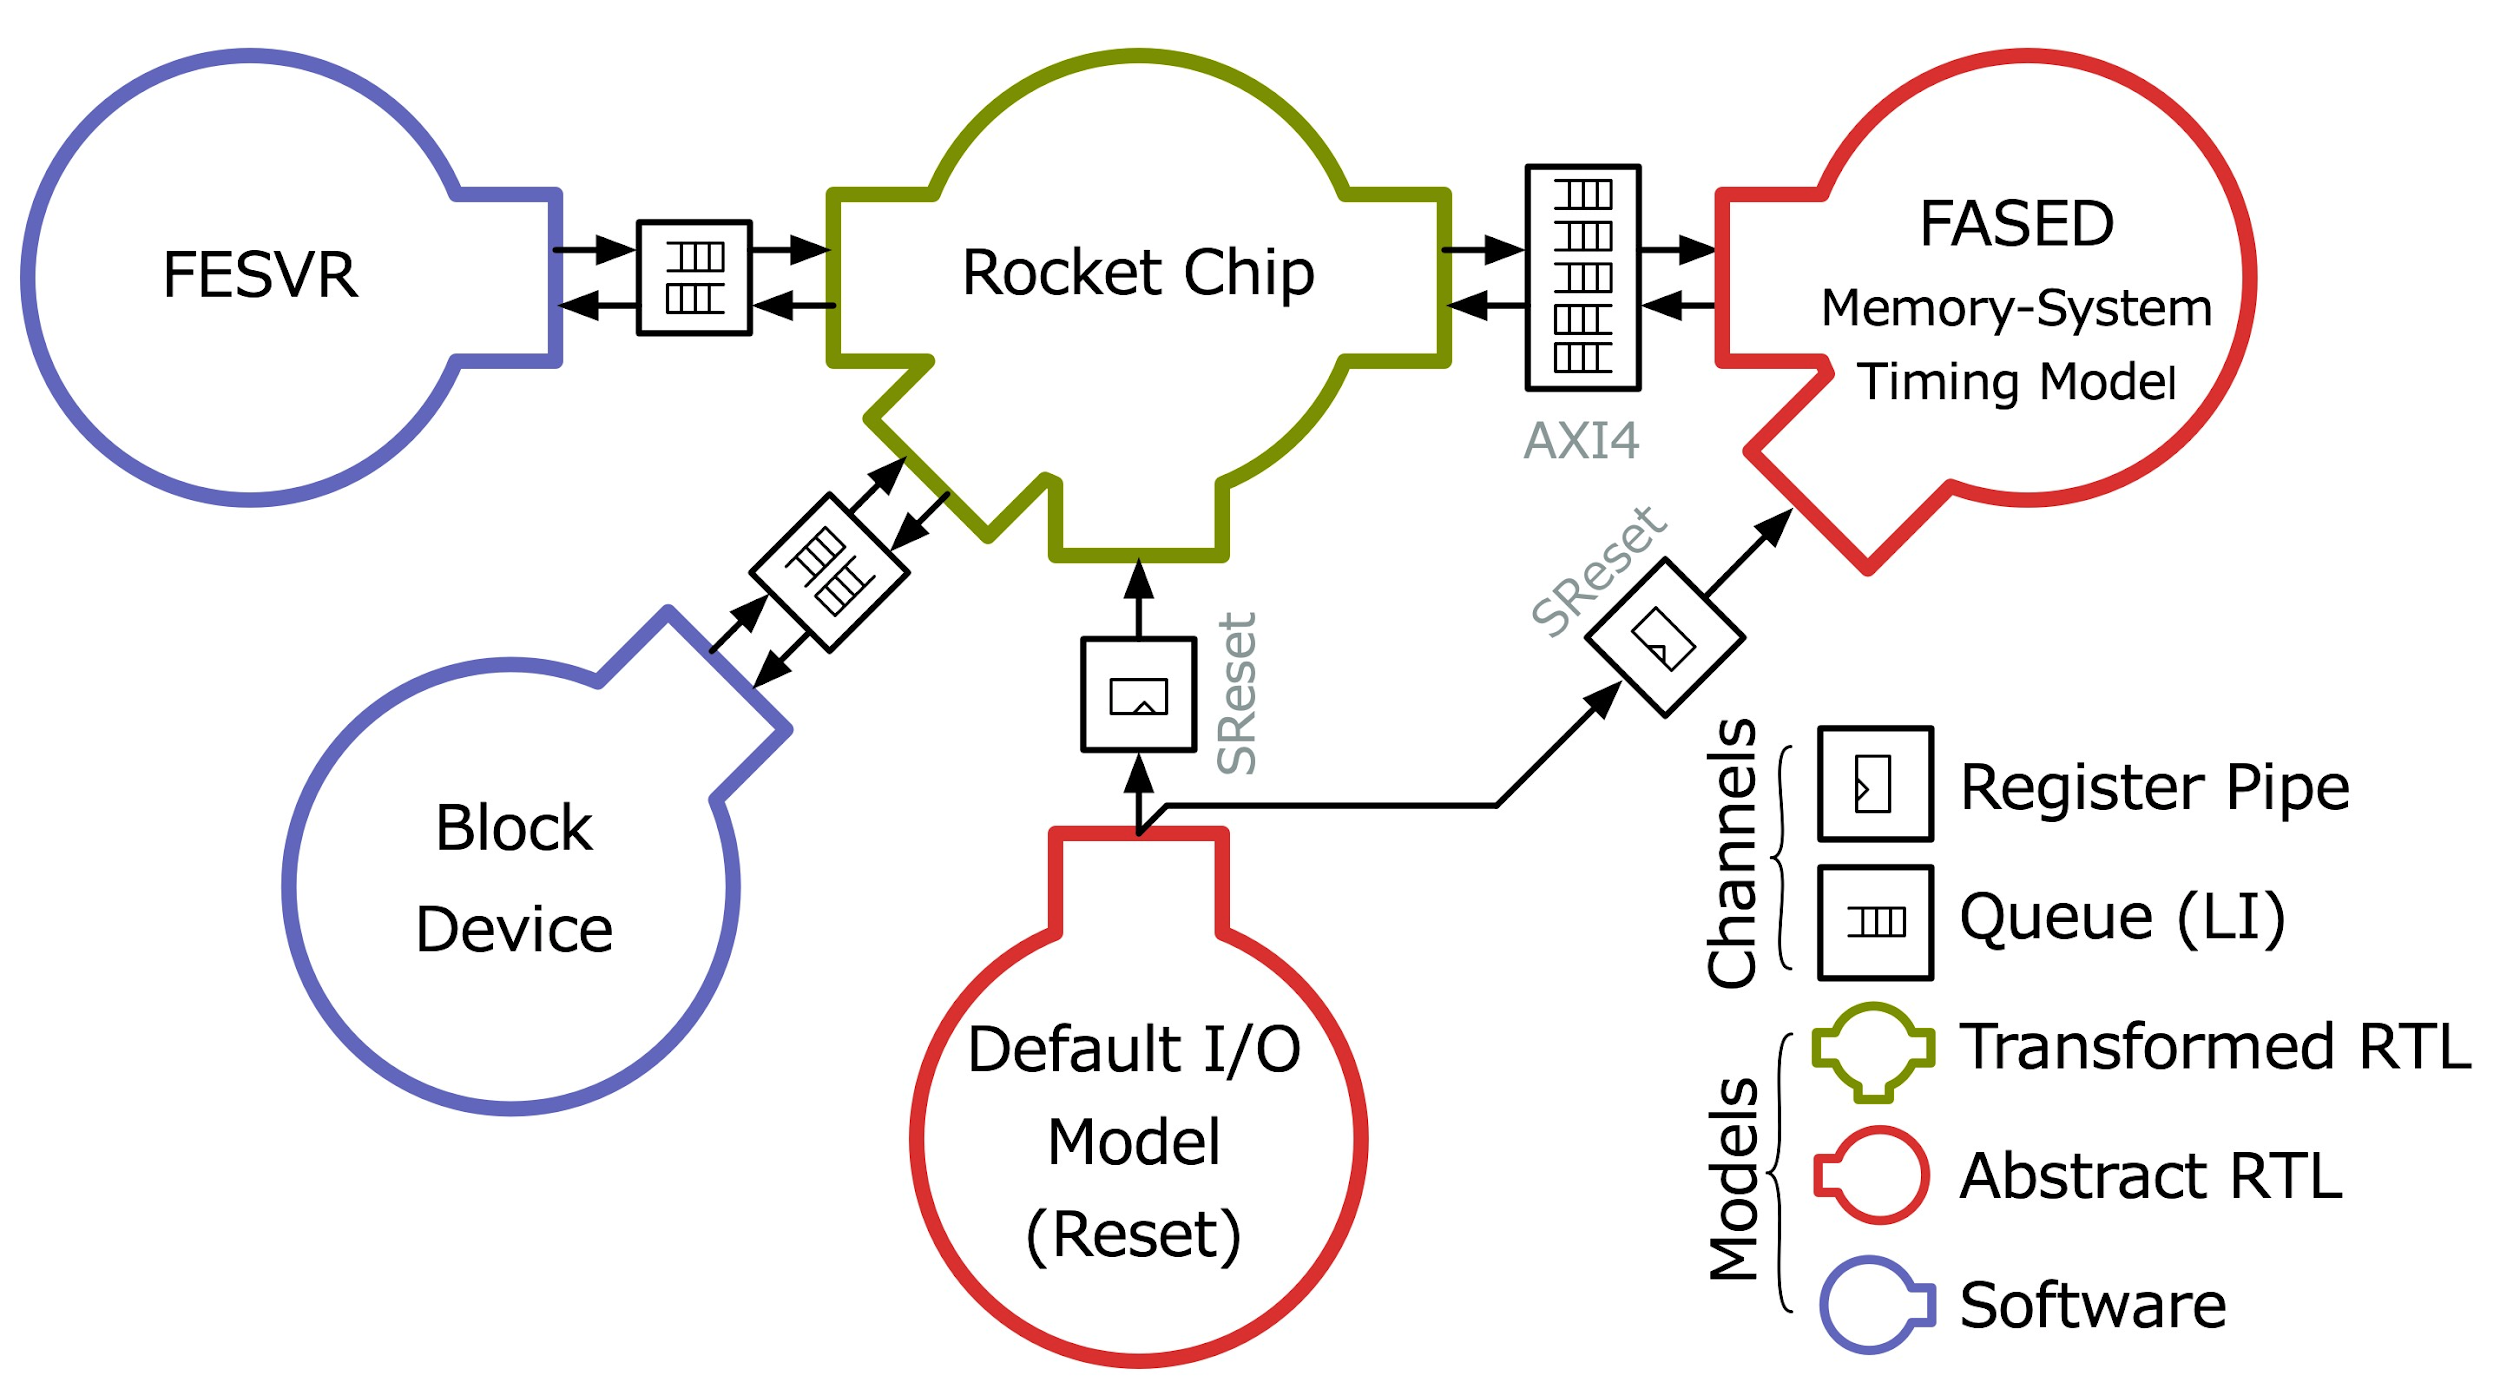 FESVR
Rocket Chip
FASED
Memory-System
Timing Model
AXI4
SReset
SReset
Block
Device
Default I/O
Model
(Reset)
Channels
Register Pipe
Queue (LI)
Models
Transformed RTL
Abstract RTL
Software